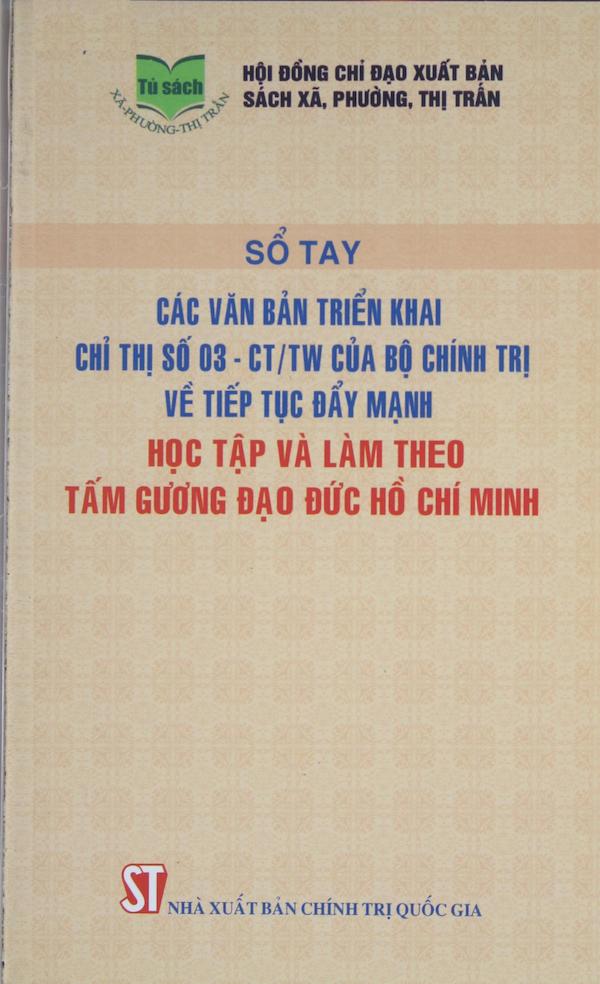 Tủ sách
XÃ-PHƯỜNG-THỊ TRẤN
HỘI ĐỒNG CHỈ ĐẠO XUẤT BẢN
SÁCH XÃ, PHƯỜNG, THỊ TRẤN
SỔ TAY
CÁC VĂN BẢN TRIỂN KHAI
CHỈ THỊ SỐ 03 - CT/TW CỦA BỘ CHÍNH TRỊ
VỀ TIẾP TỤC ĐẨY MẠNH
HỌC TẬP VÀ LÀM THEO
TẤM GƯƠNG ĐẠO ĐỨC HỒ CHÍ MINH
ST
NHÀ XUẤT BẢN CHÍNH TRỊ QUỐC GIA